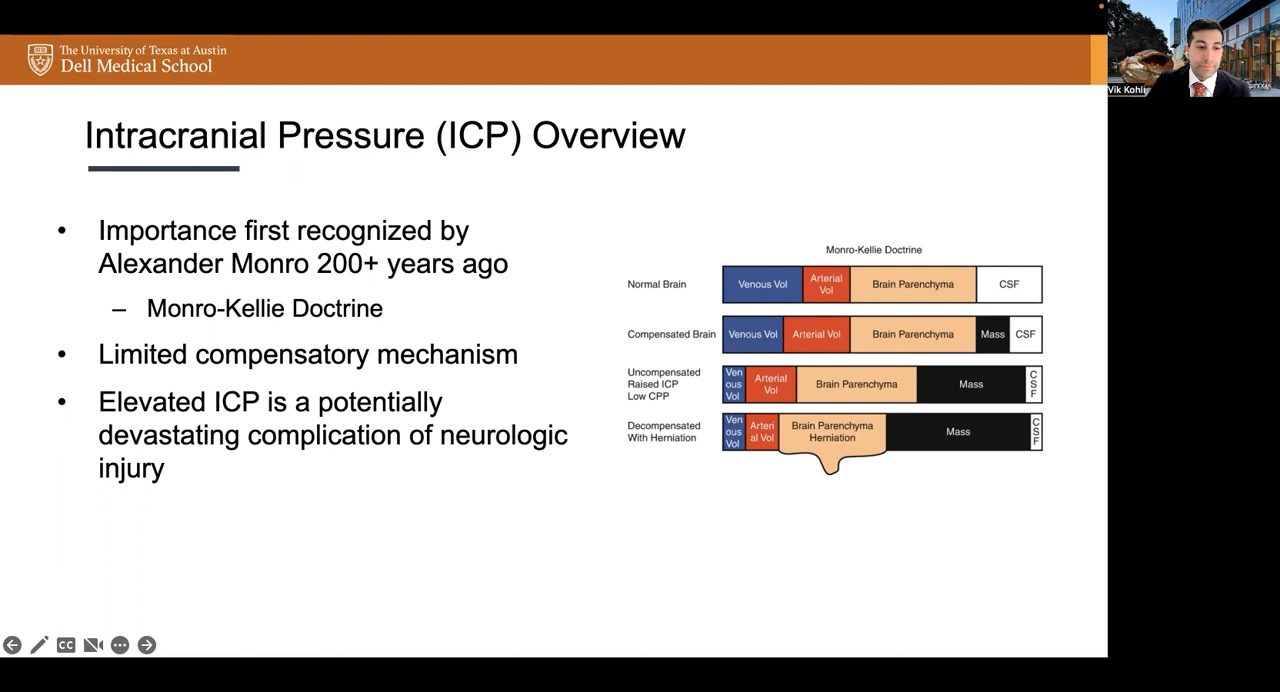 The University of Texas at Austin
Dell Medical School
Vik Kohli
Intracranial Pressure (ICP) Overview
• Importance first recognized by
Alexander Monro 200+ years ago
– Monro-Kellie Doctrine
• Limited compensatory mechanism
• Elevated ICP is a potentially
devastating complication of neurologic
injury
Monro-Kellie Doctrine
Normal Brain
Venous Vol
Arterial
Vol
Brain Parenchyma
CSF
Compensated Brain
Venous Vol
Arterial Vol
Brain Parenchyma
Mass
CSF
Uncompensated
Raised ICP
Low CPP
Ven
ous
Vol
Arterial
Vol
Brain Parenchyma
Mass
C
S
F
Decompensated
With Herniation
Ven
ous
Vol
Arteri
al Vol
Brain Parenchyma
Herniation
Mass
C
S
F
CC